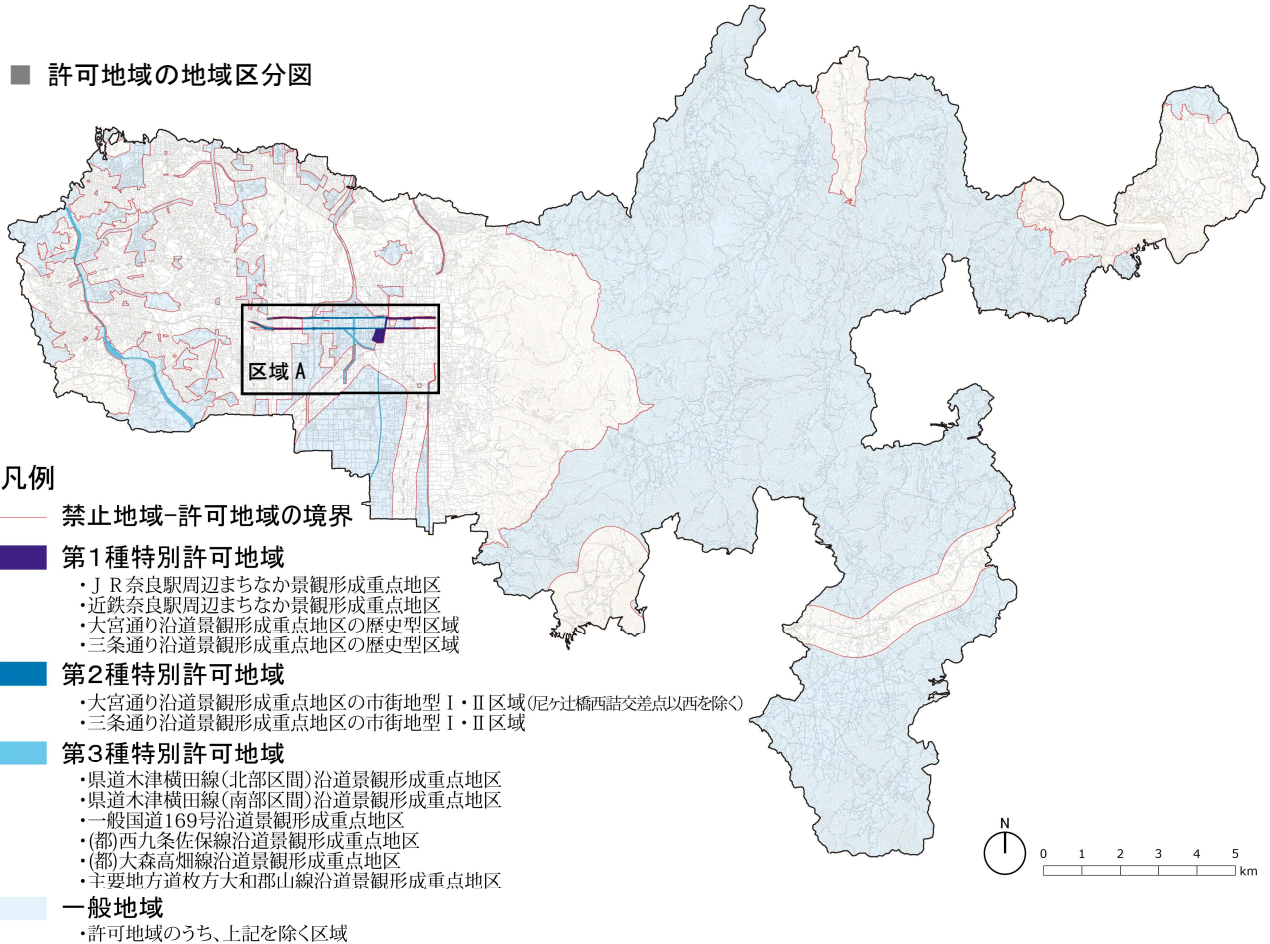 ■ 許可地域の地域区分図
区域 A
凡例
禁止地域-許可地域の境界
第1種特別許可地域
・ＪＲ奈良駅周辺まちなか景観形成重点地区
・近鉄奈良駅周辺まちなか景観形成重点地区
・大宮通り沿道景観形成重点地区の歴史型区域
・三条通り沿道景観形成重点地区の歴史型区域
第2種特別許可地域
・大宮通り沿道景観形成重点地区の市街地型Ⅰ・Ⅱ区域(尼ヶ辻橋西詰交差点以西を除く)
・三条通り沿道景観形成重点地区の市街地型Ⅰ・Ⅱ区域
第3種特別許可地域
・県道木津横田線(北部区間)沿道景観形成重点地区
・県道木津横田線(南部区間)沿道景観形成重点地区
・一般国道169号沿道景観形成重点地区
・(都)西九条佐保線沿道景観形成重点地区
・(都)大森高畑線沿道景観形成重点地区
・主要地方道枚方大和郡山線沿道景観形成重点地区
一般地域
・許可地域のうち、上記を除く区域
N
0 1 2 3 4 5 km